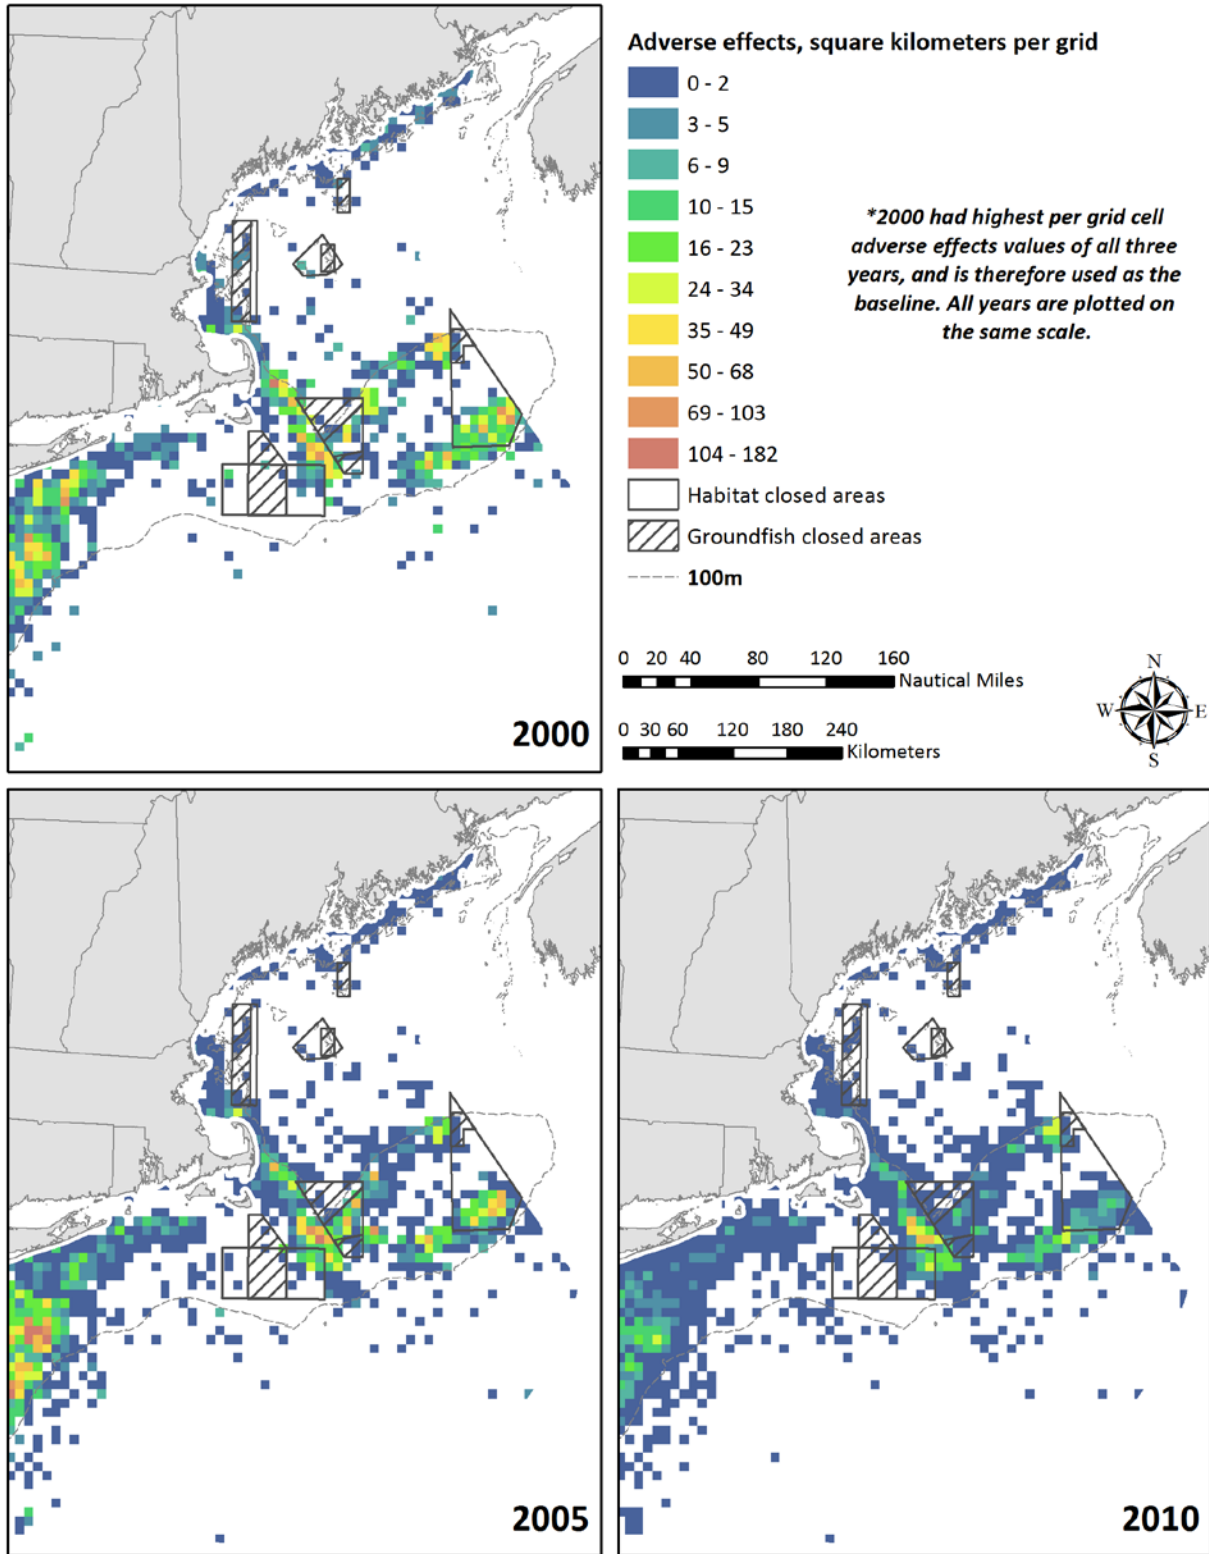 Adverse effects, square kilometers per grid
0 - 2
3 - 5
6 - 9
10 - 15
16 - 23
24 - 34
35 - 49
50 - 68
69 - 103
104 - 182
Habitat closed areas
Groundfish closed areas
100m
*2000 had highest per grid cell
adverse effects values of all three
years, and is therefore used as the
baseline. All years are plotted on
the same scale.
0 20 40 80 120 160
Nautical Miles
0 30 60 120 180 240
Kilometers
N
W E
S
2000
2005
2010